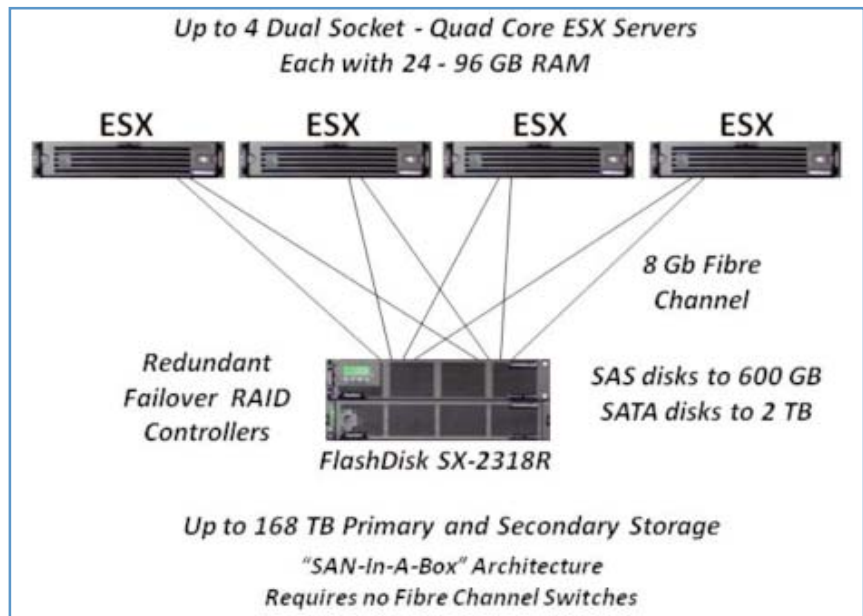 Up to 4 Dual Socket - Quad Core ESX Servers
Each with 24 - 96 GB RAM
ESX
ESX
ESX
ESX
8 Gb Fibre
Channel
Redundant
Failover RAID
Controllers
SAS disks to 600 GB
SATA disks to 2 TB
FlashDisk SX-2318R
Up to 168 TB Primary and Secondary Storage
“SAN-In-A-Box” Architecture
Requires no Fibre Channel Switches